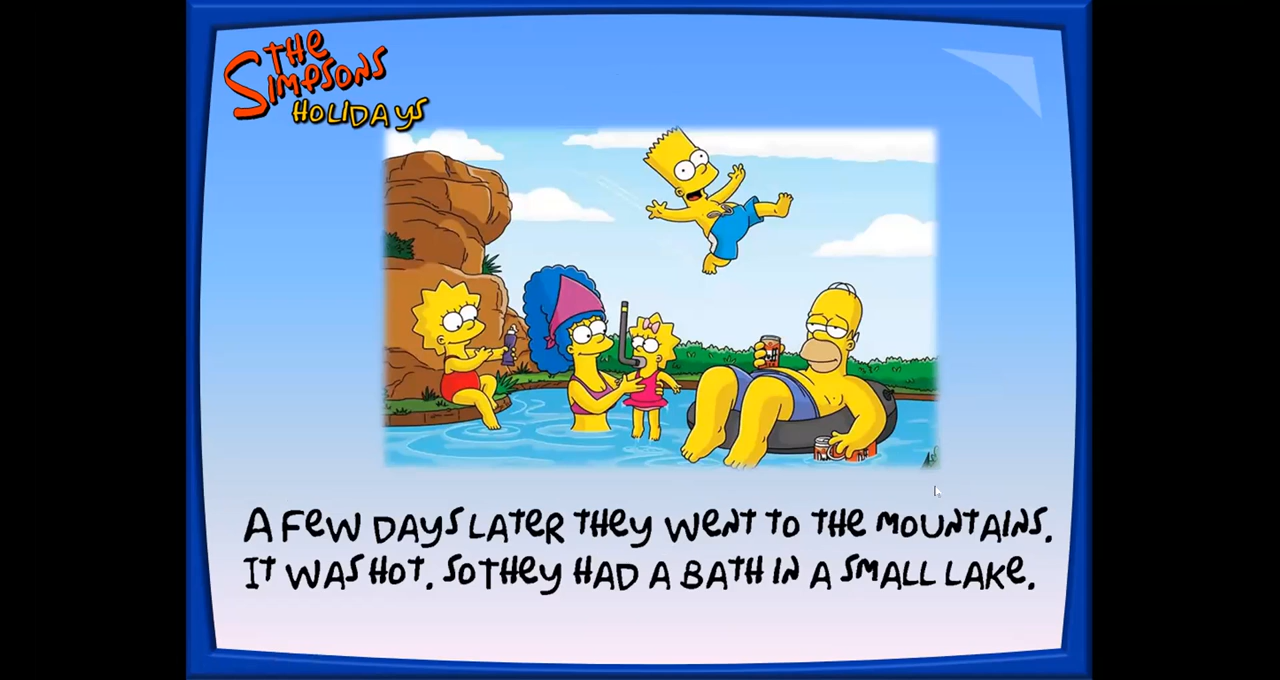 THE
SIMPSONS
HOLIDAYS
A FEW DAYS LATER THEY WENT TO THE MOUNTAINS.
IT WAS HOT. SO THEY HAD A BATH IN A SMALL LAKE.